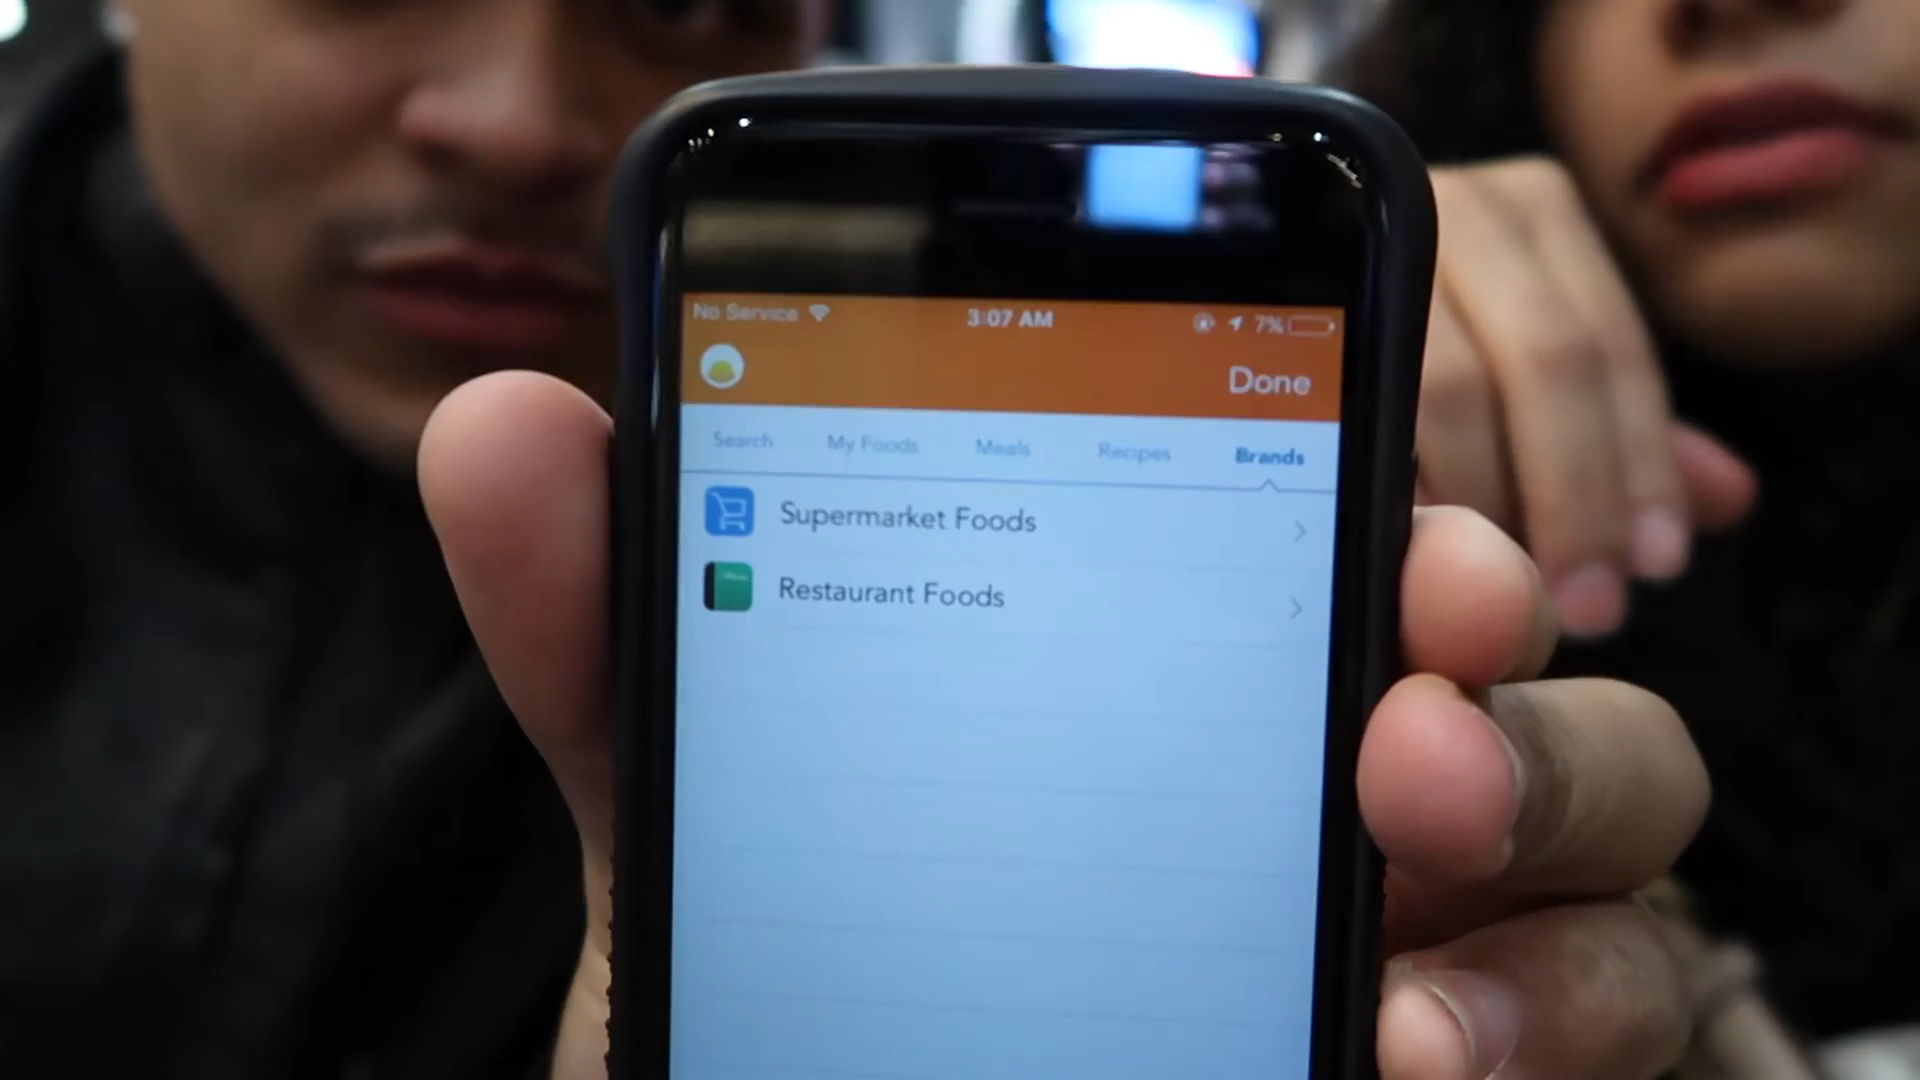 No Service 3:07 AM 7%
Done
Search My Foods Meals Recipes Brands
Supermarket Foods
Restaurant Foods